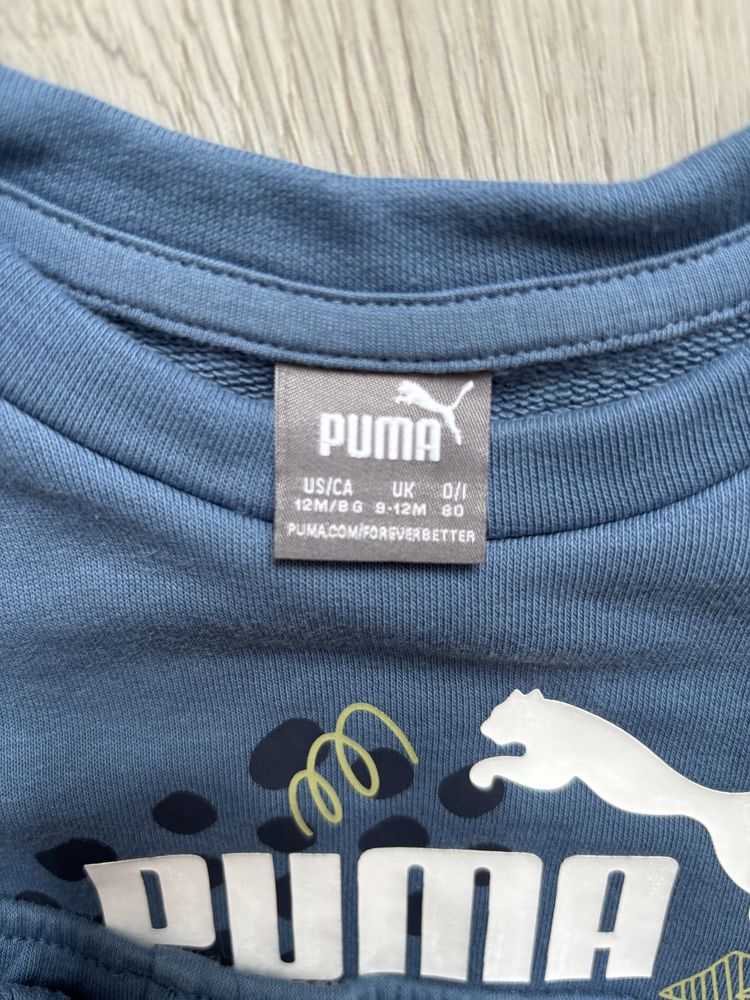 PUMA
US/CA UK D/I
12M/BG 9-12M 80
PUMA.COM/FOREVERBETTER
PUMA